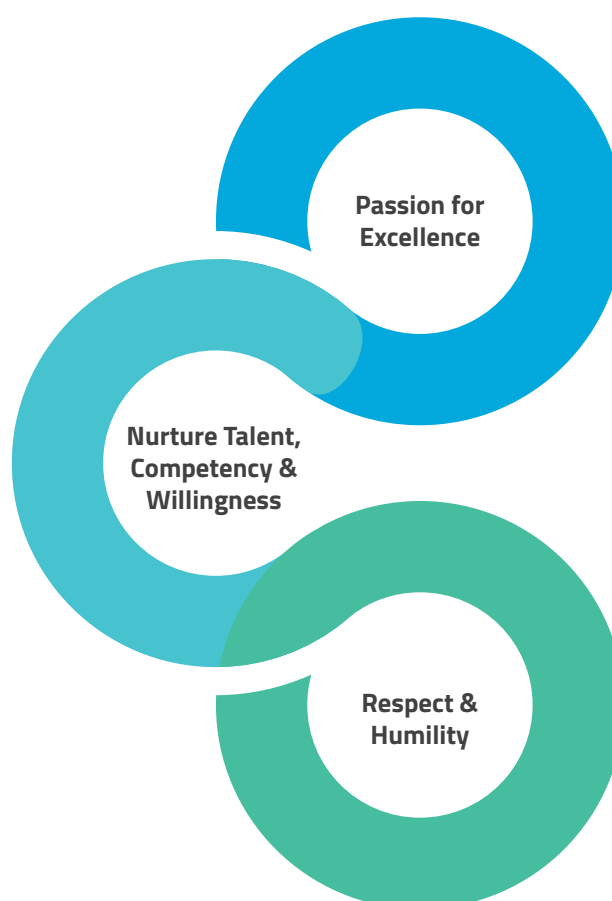 Passion for
Excellence
Nurture Talent,
Competency &
Willingness
Respect &
Humility